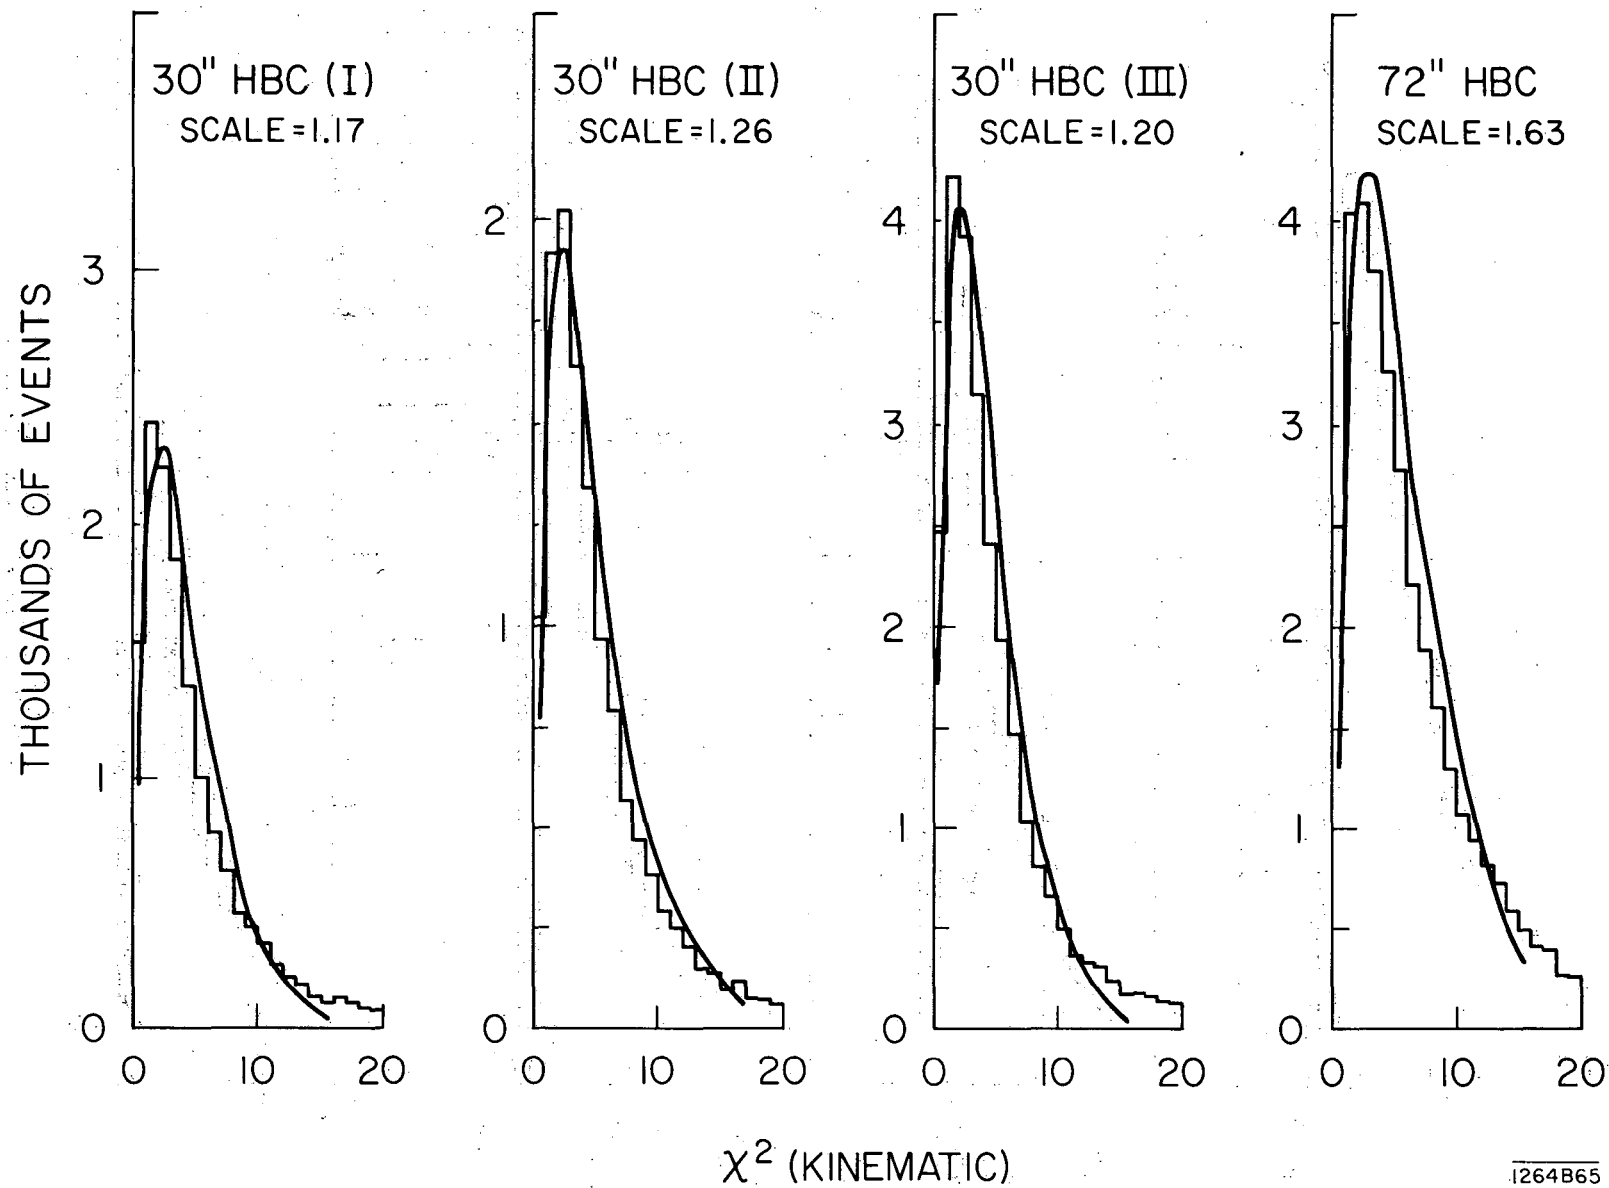 30" HBC (I)
SCALE=1.17
30" HBC (II)
SCALE=1.26
30" HBC (III)
SCALE=1.20
72" HBC
SCALE=1.63
THOUSANDS OF EVENTS
3
2
1
0
0 10 20
2
1
0
0 10 20
4
3
2
1
0
0 10 20
4
3
2
1
0
0 10 20
χ² (KINEMATIC)
1264B65